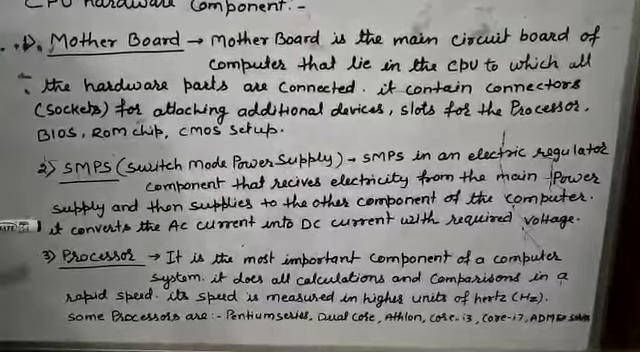 CPU hardware Component:-
1). Mother Board → Mother Board is the main circuit board of
computer that lie in the cpu to which all
the hardware parts are connected. it contain connectors
(sockets) for attaching additional devices, slots for the Processor,
BIOS, Rom chip, CMOS setup.
2) SMPS (Switch Mode Power Supply) → SMPS in an electric regulator
component that recives electricity from the main Power
supply and then supplies to the other component of the computer.
it converts the Ac current into DC current with required voltage.
3) Processor → It is the most important component of a computer
system. it does all calculations and comparisons in a
rapid speed. its speed is measured in higher units of hertz (Hz).
Some Processors are:- Pentium series, Dual Core, Athlon, Core-i3, Core-i7, ADM